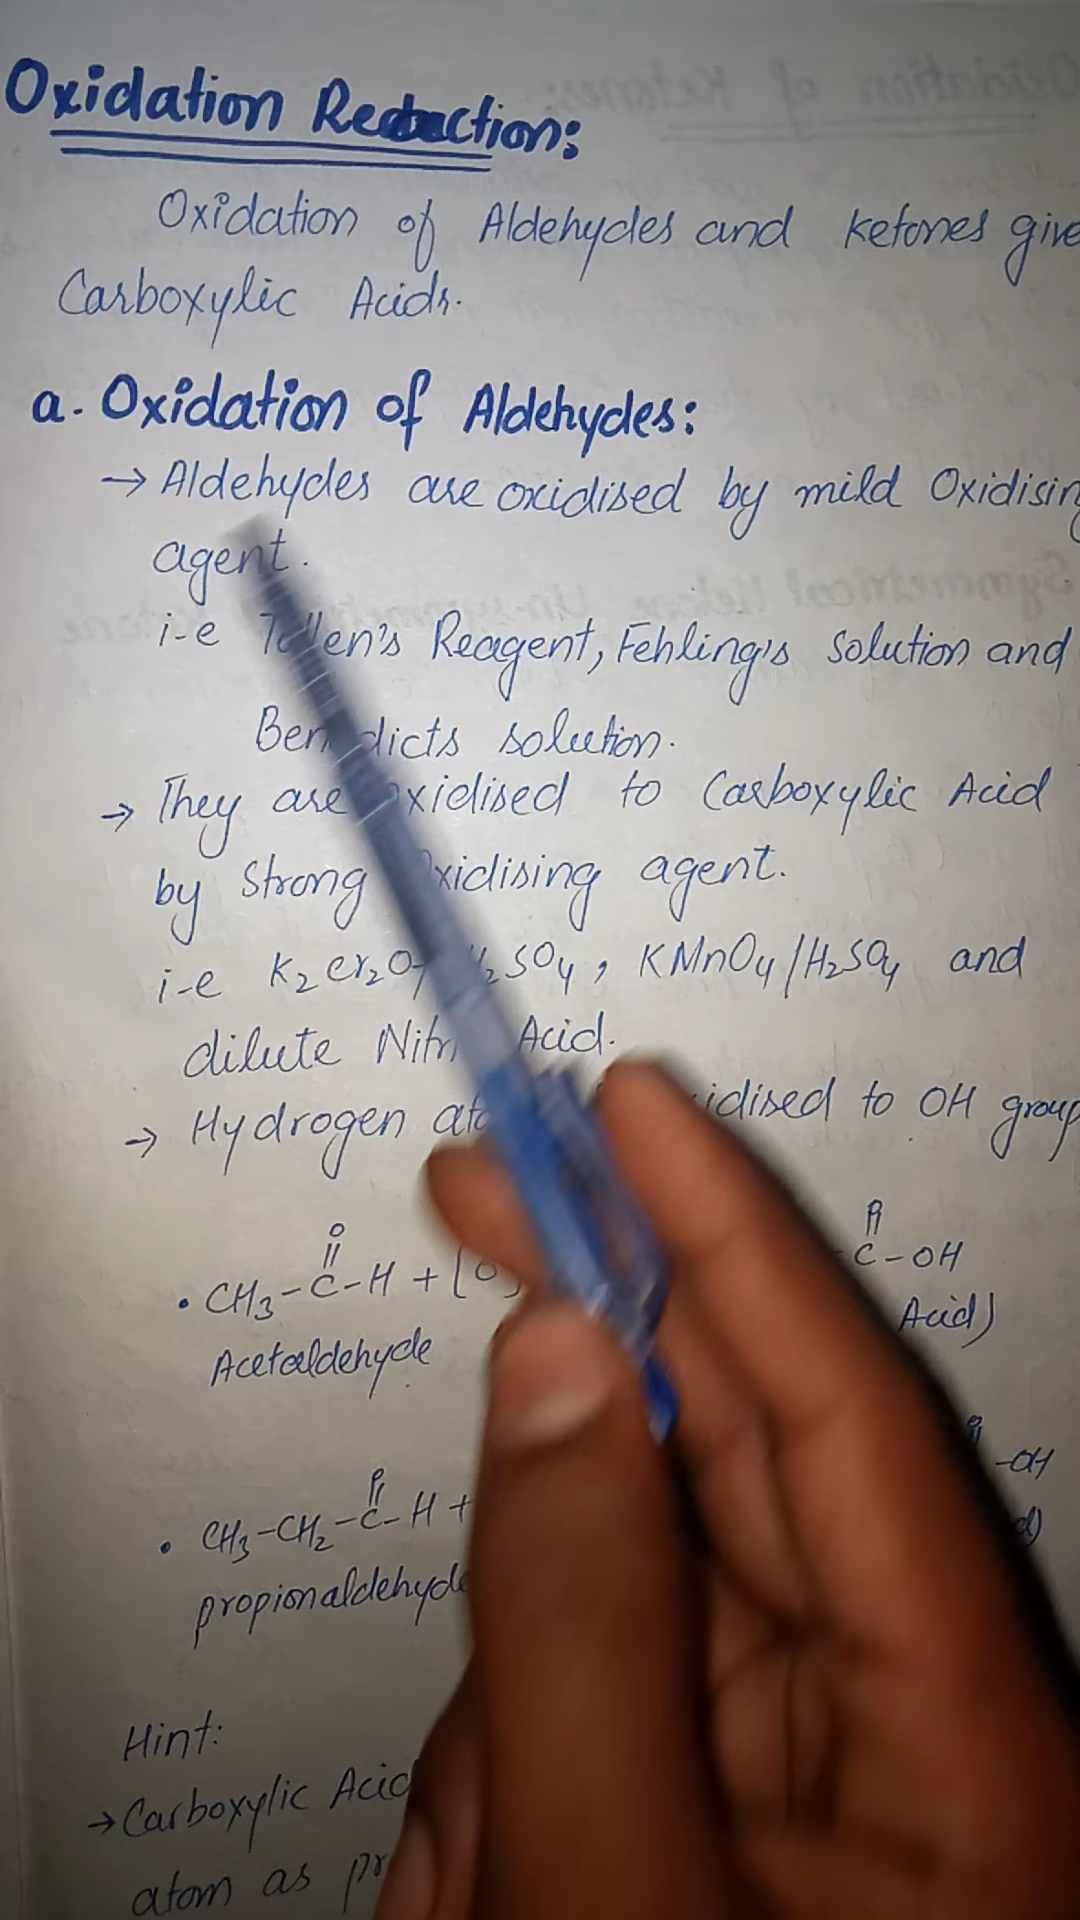 Oxidation Reaction:
Oxidation of Aldehydes and ketones give
Carboxylic Acids.
a. Oxidation of Aldehydes:
→ Aldehydes are oxidised by mild Oxidising
agent.
i-e Tollen's Reagent, Fehling's solution and
Benedicts solution.
→ They are oxidised to Carboxylic Acid
by Strong oxidising agent.
i-e K2Cr2O7 H2SO4, KMnO4/H2SO4 and
dilute Nitric Acid.
→ Hydrogen oxidised to OH group
O O
|| ||
• CH3-C-H + [O] C-OH
Acetaldehyde Acid)
O O
|| ||
• CH3-CH2-C-H + -OH
propionaldehyde
Hint:
→ Carboxylic Acid
atom as